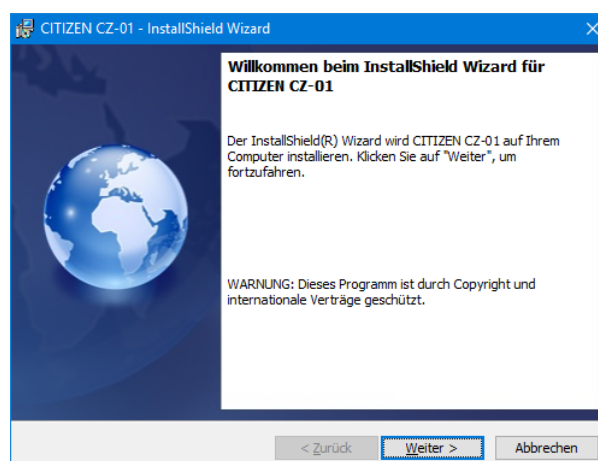 CITIZEN CZ-01 - InstallShield Wizard
Willkommen beim InstallShield Wizard für
CITIZEN CZ-01
Der InstallShield(R) Wizard wird CITIZEN CZ-01 auf Ihrem
Computer installieren. Klicken Sie auf "Weiter", um
fortzufahren.
WARNUNG: Dieses Programm ist durch Copyright und
internationale Verträge geschützt.
< Zurück
Weiter >
Abbrechen